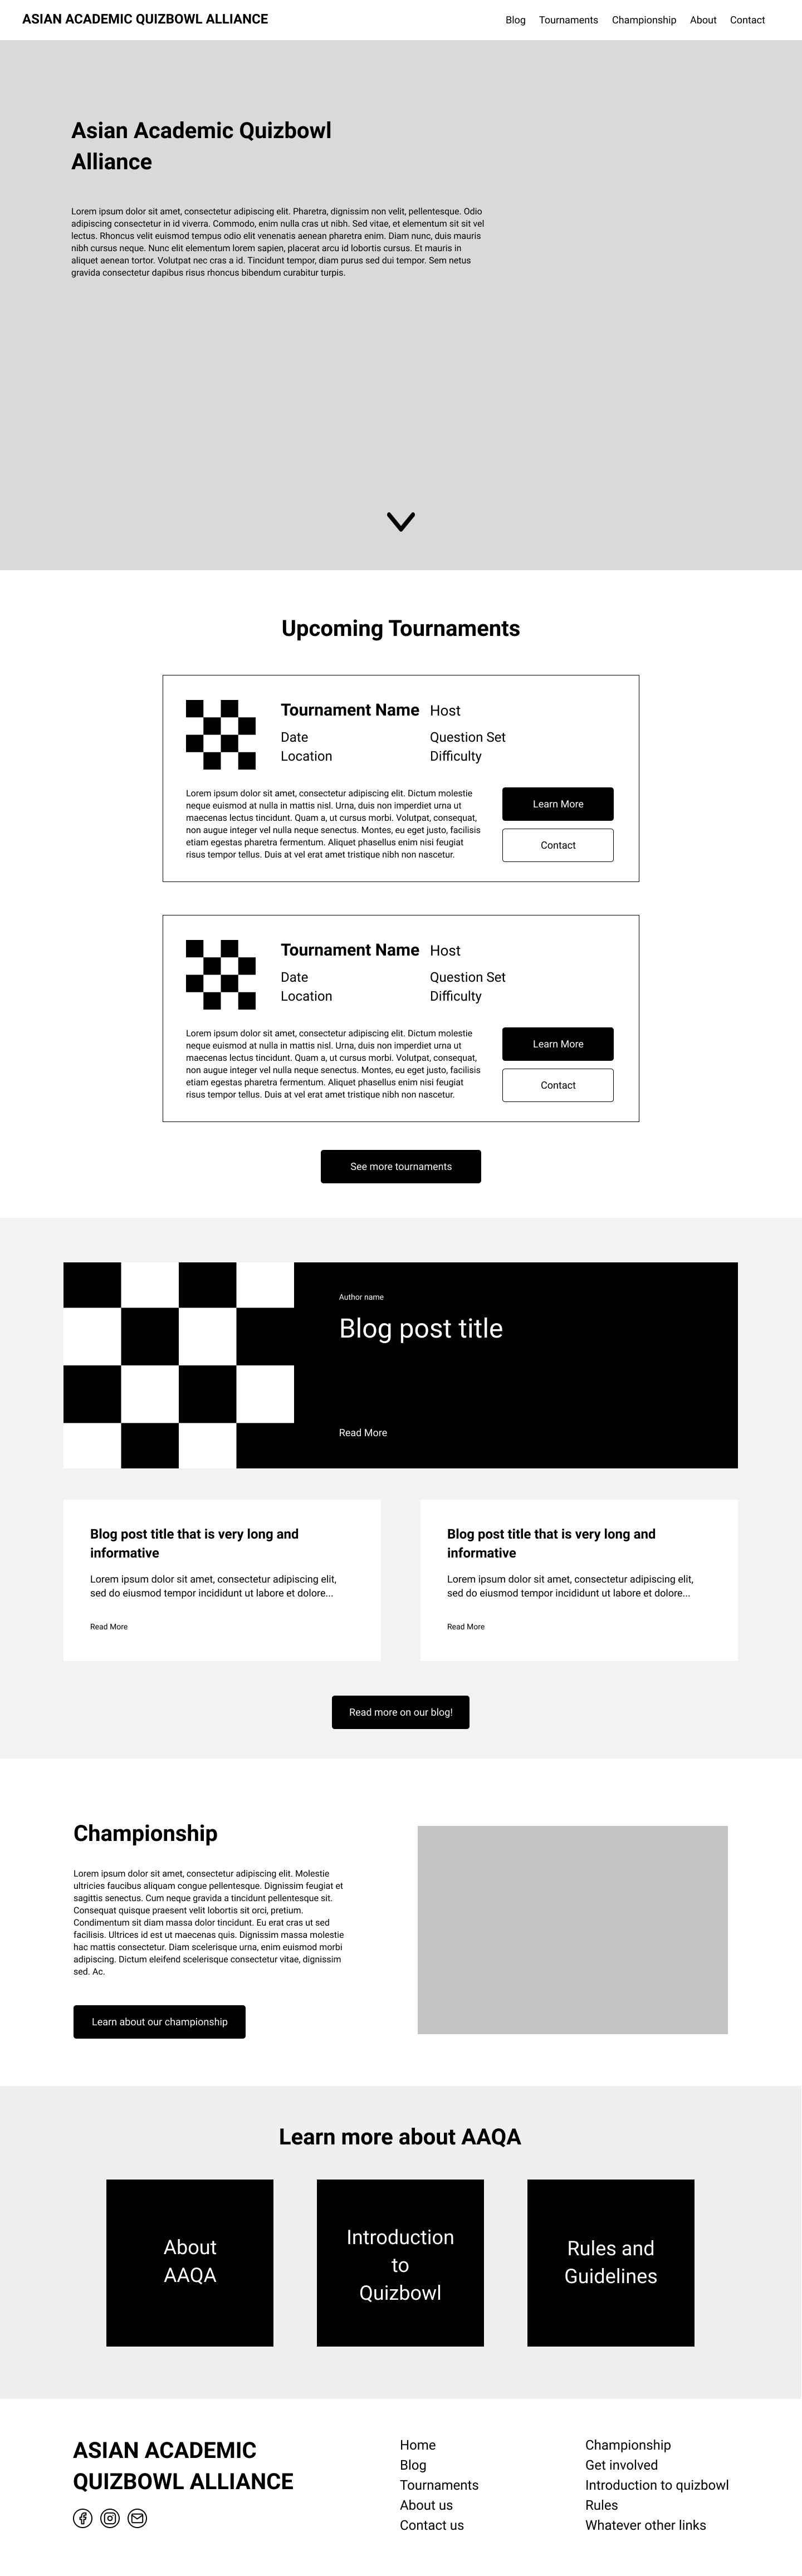 ASIAN ACADEMIC QUIZBOWL ALLIANCE
Blog Tournaments Championship About Contact
Asian Academic Quizbowl
Alliance
Lorem ipsum dolor sit amet, consectetur adipiscing elit. Pharetra, dignissim non velit, pellentesque. Odio
adipiscing consectetur in id viverra. Commodo, enim nulla cras ut nibh. Sed vitae, et elementum sit sit vel
lectus. Rhoncus velit euismod tempus odio elit venenatis aenean pharetra enim. Diam nunc, duis mauris
nibh cursus neque. Nunc elit elementum lorem sapien, placerat arcu id lobortis cursus. Et mauris in
aliquet aenean tortor. Volutpat nec cras a id. Tincidunt tempor, diam purus sed dui tempor. Sem netus
gravida consectetur dapibus risus rhoncus bibendum curabitur turpis.
Upcoming Tournaments
Tournament Name Host
Date Question Set
Location Difficulty
Lorem ipsum dolor sit amet, consectetur adipiscing elit. Dictum molestie
neque euismod at nulla in mattis nisl. Urna, duis non imperdiet urna ut
maecenas lectus tincidunt. Quam a, ut cursus morbi. Volutpat, consequat,
non augue integer vel nulla neque senectus. Montes, eu eget justo, facilisis
etiam egestas pharetra fermentum. Aliquet phasellus enim nisi feugiat
risus tempor tellus. Duis at vel erat amet tristique nibh non nascetur.
Learn More
Contact
Tournament Name Host
Date Question Set
Location Difficulty
Lorem ipsum dolor sit amet, consectetur adipiscing elit. Dictum molestie
neque euismod at nulla in mattis nisl. Urna, duis non imperdiet urna ut
maecenas lectus tincidunt. Quam a, ut cursus morbi. Volutpat, consequat,
non augue integer vel nulla neque senectus. Montes, eu eget justo, facilisis
etiam egestas pharetra fermentum. Aliquet phasellus enim nisi feugiat
risus tempor tellus. Duis at vel erat amet tristique nibh non nascetur.
Learn More
Contact
See more tournaments
Author name
Blog post title
Read More
Blog post title that is very long and
informative
Lorem ipsum dolor sit amet, consectetur adipiscing elit,
sed do eiusmod tempor incididunt ut labore et dolore...
Read More
Blog post title that is very long and
informative
Lorem ipsum dolor sit amet, consectetur adipiscing elit,
sed do eiusmod tempor incididunt ut labore et dolore...
Read More
Read more on our blog!
Championship
Lorem ipsum dolor sit amet, consectetur adipiscing elit. Molestie
ultricies faucibus aliquam congue pellentesque. Dignissim feugiat et
sagittis senectus. Cum neque gravida a tincidunt pellentesque sit.
Consequat quisque praesent velit lobortis sit orci, pretium.
Condimentum sit diam massa dolor tincidunt. Eu erat cras ut sed
facilisis. Ultrices id est ut maecenas quis. Dignissim massa molestie
hac mattis consectetur. Diam scelerisque urna, enim euismod morbi
adipiscing. Dictum eleifend scelerisque consectetur vitae, dignissim
sed. Ac.
Learn about our championship
Learn more about AAQA
About
AAQA
Introduction
to
Quizbowl
Rules and
Guidelines
ASIAN ACADEMIC
QUIZBOWL ALLIANCE
Home
Blog
Tournaments
About us
Contact us
Championship
Get involved
Introduction to quizbowl
Rules
Whatever other links